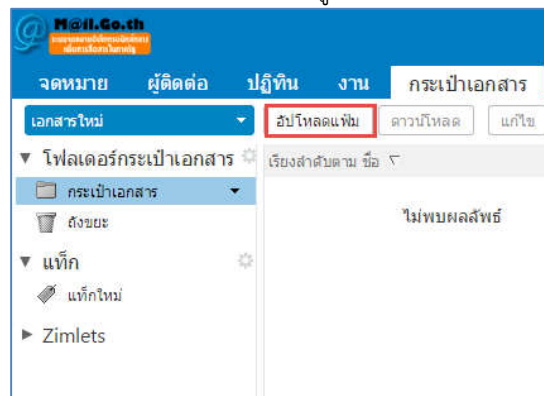 M@il.Go.th
จดหมาย ผู้ติดต่อ ปฏิทิน งาน กระเป๋าเอกสาร
เอกสารใหม่ อัปโหลดแฟ้ม ดาวน์โหลด แก้ไข
โฟลเดอร์กระเป๋าเอกสาร เรียงลำดับตาม ชื่อ
กระเป๋าเอกสาร
ถังขยะ
ไม่พบผลลัพธ์
แท็ก
แท็กใหม่
Zimlets